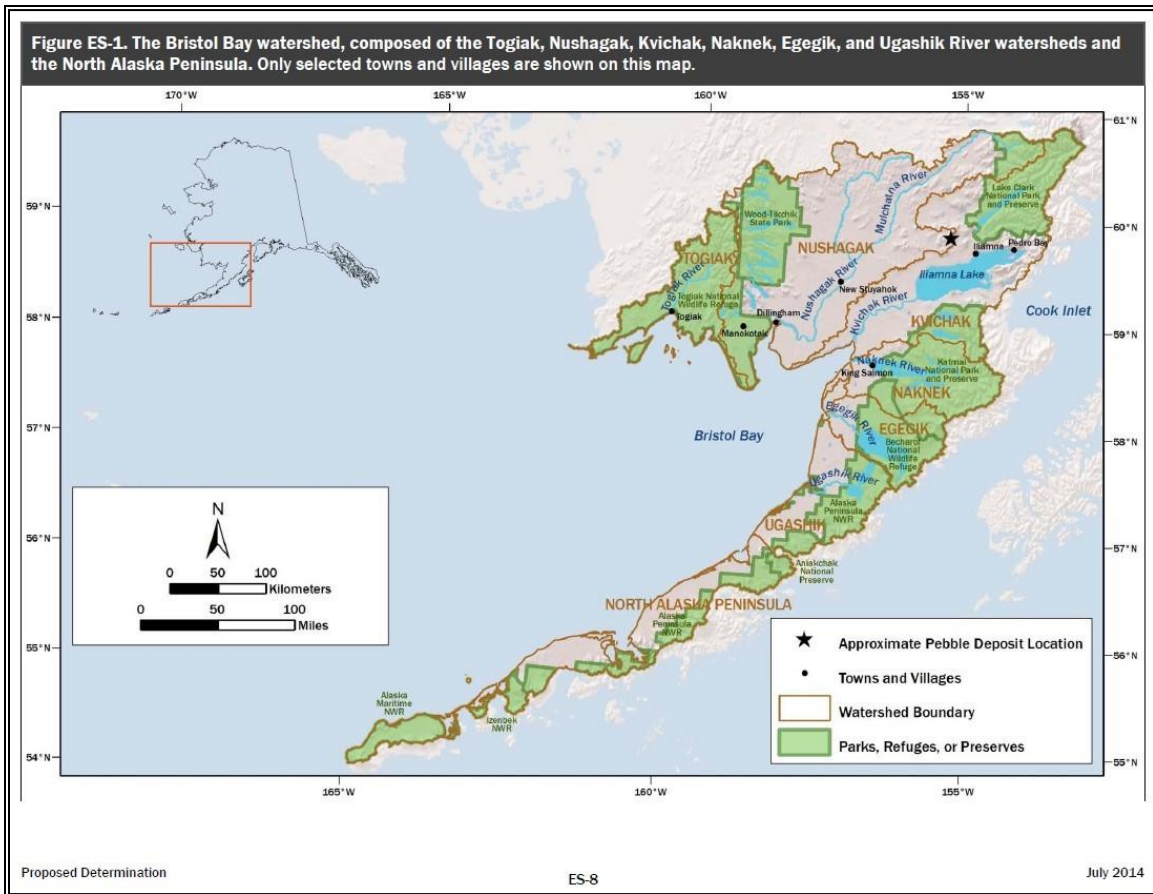 Figure ES-1. The Bristol Bay watershed, composed of the Togiak, Nushagak, Kvichak, Naknek, Egegik, and Ugashik River watersheds and
the North Alaska Peninsula. Only selected towns and villages are shown on this map.
170°W
165°W
160°W
155°W
61°N
59°N
60°N
58°N
59°N
57°N
58°N
56°N
57°N
55°N
56°N
54°N
55°N
165°W
160°W
155°W
Lake Clark
National Park
and Preserve
Mulchatna River
Wood-Tikchik
State Park
NUSHAGAK
TOGIAK
Togiak River
Togiak National
Wildlife Refuge
Togiak
Iliamna
Pedro Bay
Iliamna Lake
New Stuyahok
Nushagak River
Kvichak River
Dillingham
Manokotak
KVICHAK
Cook Inlet
Naknek River
King Salmon
Katmai
National Park
and Preserve
NAKNEK
Egegik River
EGEGIK
Becharof
National
Wildlife
Refuge
Bristol Bay
Ugashik River
Alaska
Peninsula
NWR
UGASHIK
Aniakchak
National
Preserve
NORTH ALASKA PENINSULA
Alaska
Peninsula
NWR
Izenbek
NWR
Alaska
Maritime
NWR
N
0 50 100
Kilometers
0 50 100
Miles
Approximate Pebble Deposit Location
Towns and Villages
Watershed Boundary
Parks, Refuges, or Preserves
Proposed Determination
ES-8
July 2014